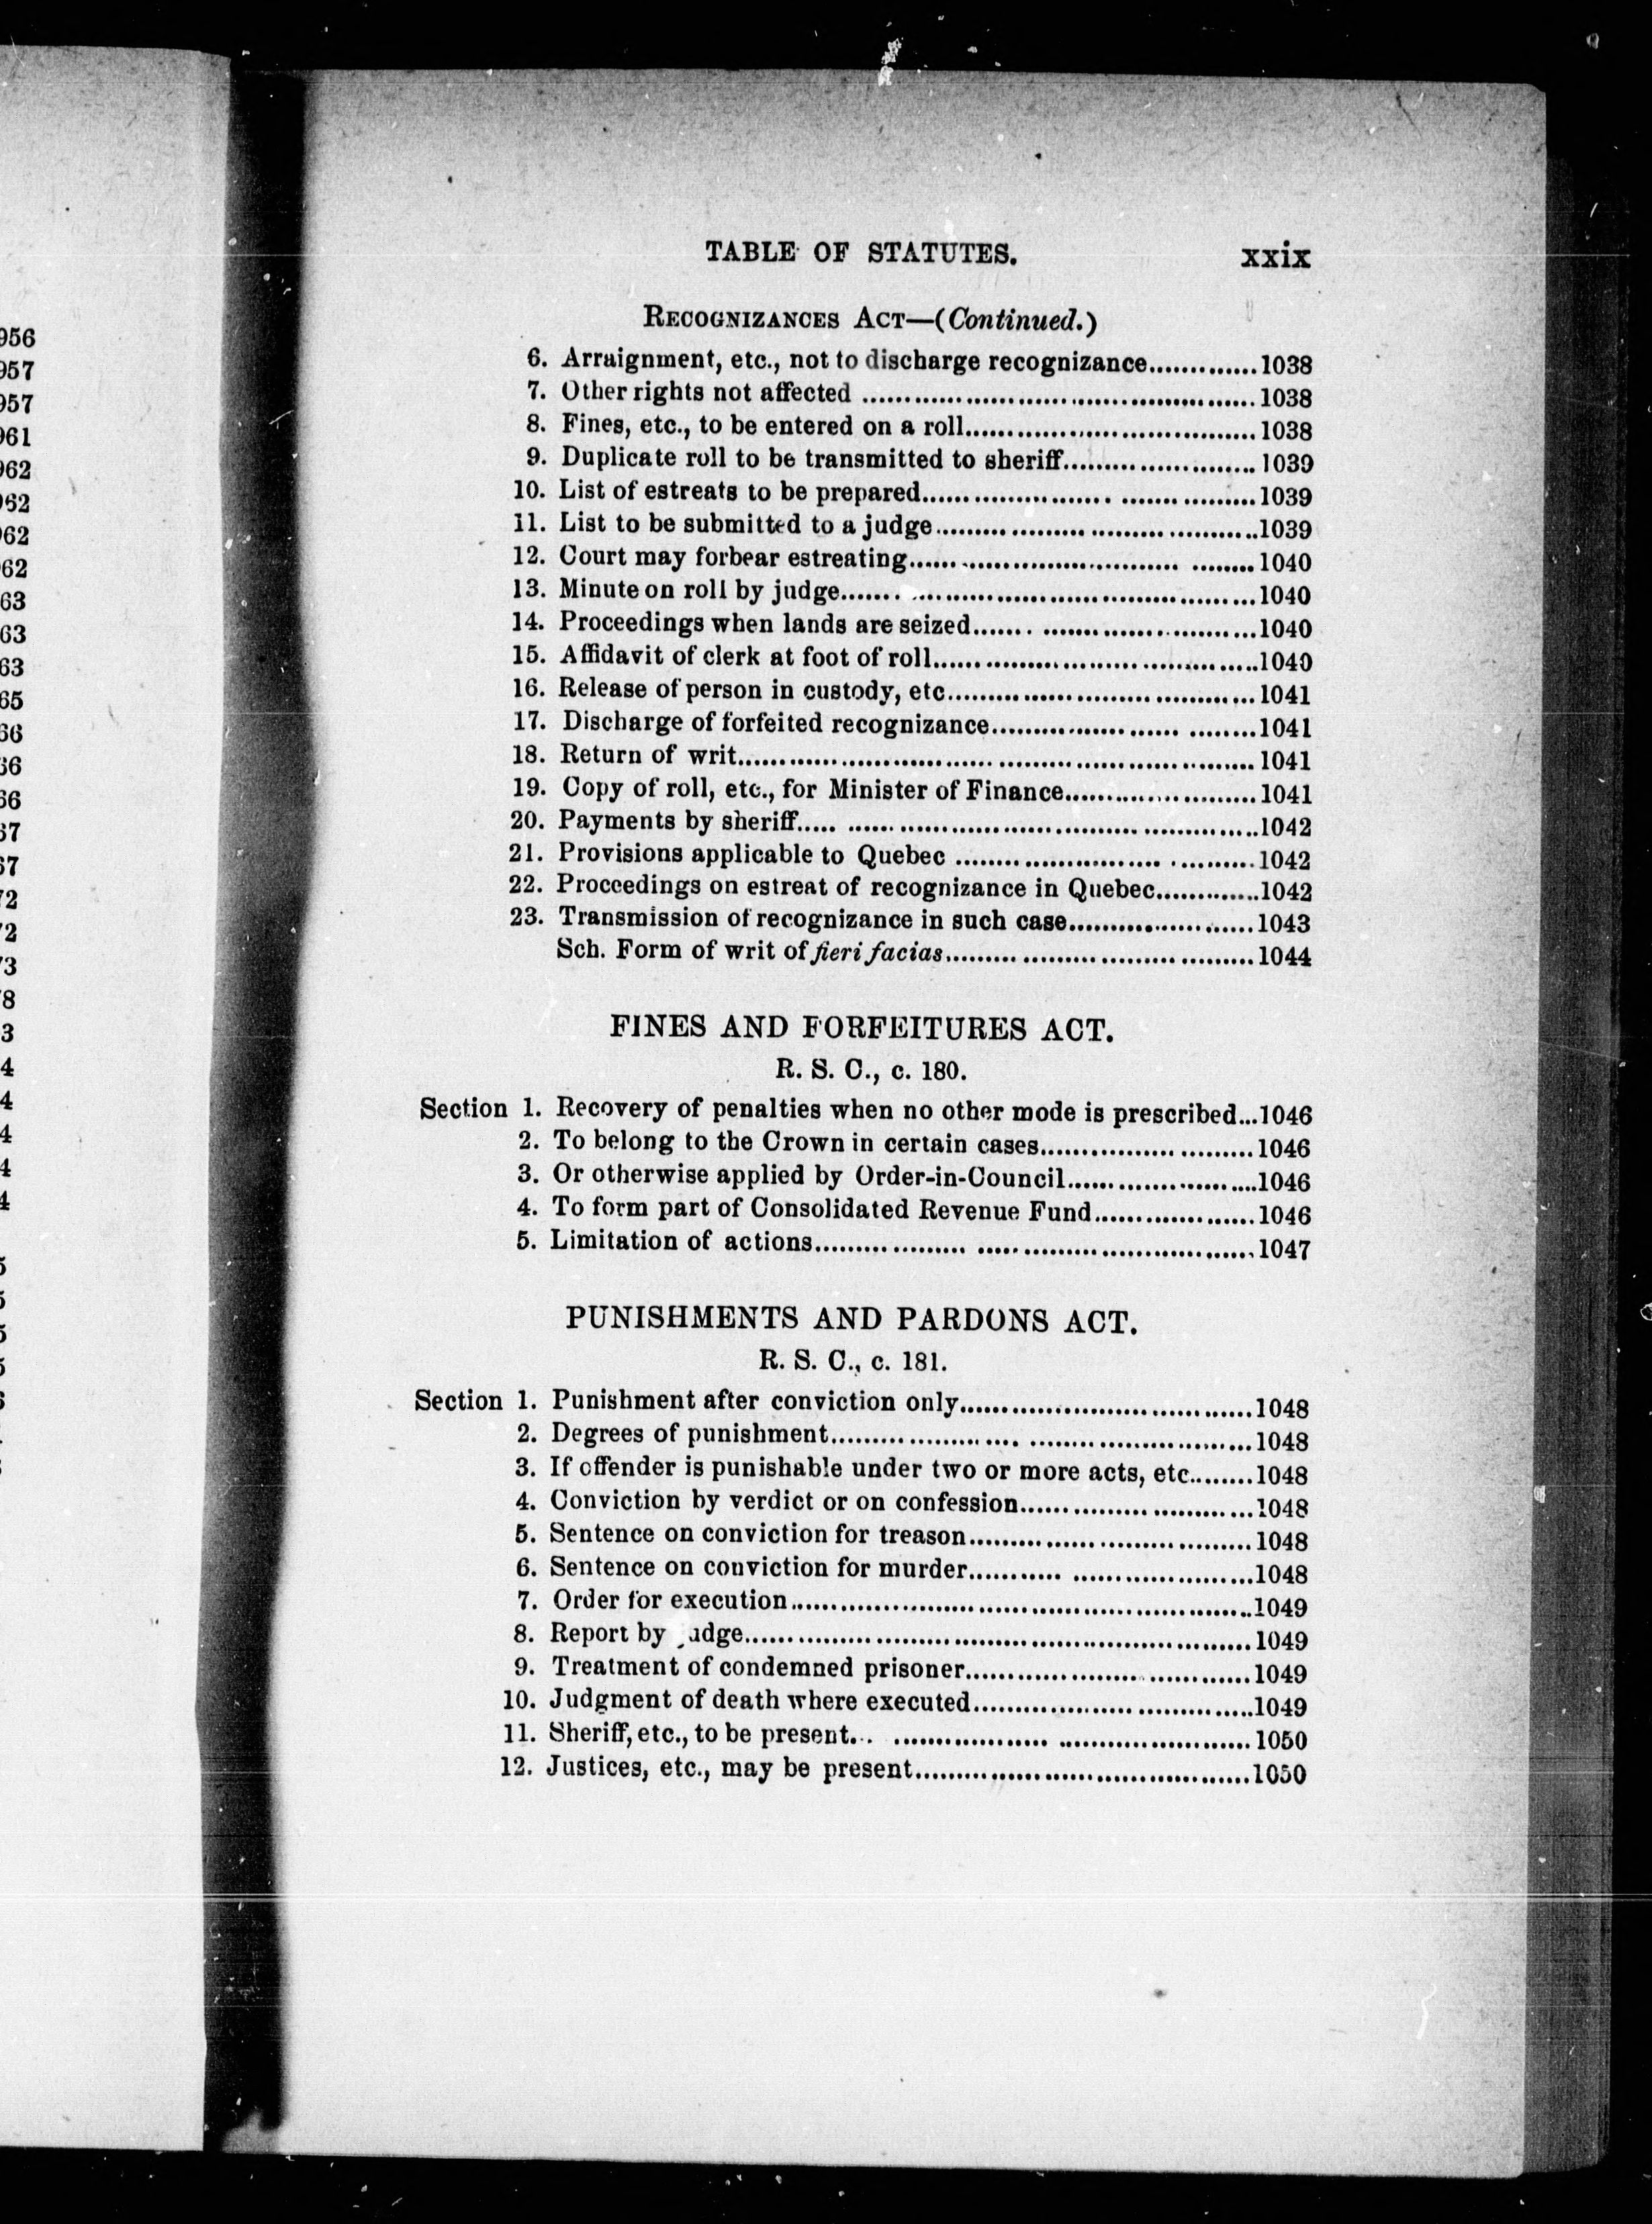 TABLE OF STATUTES. xxix
RECOGNIZANCES ACT—(Continued.)
6. Arraignment, etc., not to discharge recognizance.............1038
7. Other rights not affected .............1038
8. Fines, etc., to be entered on a roll.............1038
9. Duplicate roll to be transmitted to sheriff.............1039
10. List of estreats to be prepared.............1039
11. List to be submitted to a judge.............1039
12. Court may forbear estreating.............1040
13. Minute on roll by judge.............1040
14. Proceedings when lands are seized.............1040
15. Affidavit of clerk at foot of roll.............1040
16. Release of person in custody, etc.............1041
17. Discharge of forfeited recognizance.............1041
18. Return of writ.............1041
19. Copy of roll, etc., for Minister of Finance.............1041
20. Payments by sheriff.............1042
21. Provisions applicable to Quebec .............1042
22. Proceedings on estreat of recognizance in Quebec.............1042
23. Transmission of recognizance in such case.............1043
Sch. Form of writ of fieri facias.............1044
FINES AND FORFEITURES ACT.
R. S. C., c. 180.
Section 1. Recovery of penalties when no other mode is prescribed...1046
2. To belong to the Crown in certain cases.............1046
3. Or otherwise applied by Order-in-Council.............1046
4. To form part of Consolidated Revenue Fund.............1046
5. Limitation of actions.............1047
PUNISHMENTS AND PARDONS ACT.
R. S. C., c. 181.
Section 1. Punishment after conviction only.............1048
2. Degrees of punishment.............1048
3. If offender is punishable under two or more acts, etc........1048
4. Conviction by verdict or on confession.............1048
5. Sentence on conviction for treason.............1048
6. Sentence on conviction for murder.............1048
7. Order for execution.............1049
8. Report by judge.............1049
9. Treatment of condemned prisoner.............1049
10. Judgment of death where executed.............1049
11. Sheriff, etc., to be present.............1050
12. Justices, etc., may be present.............1050